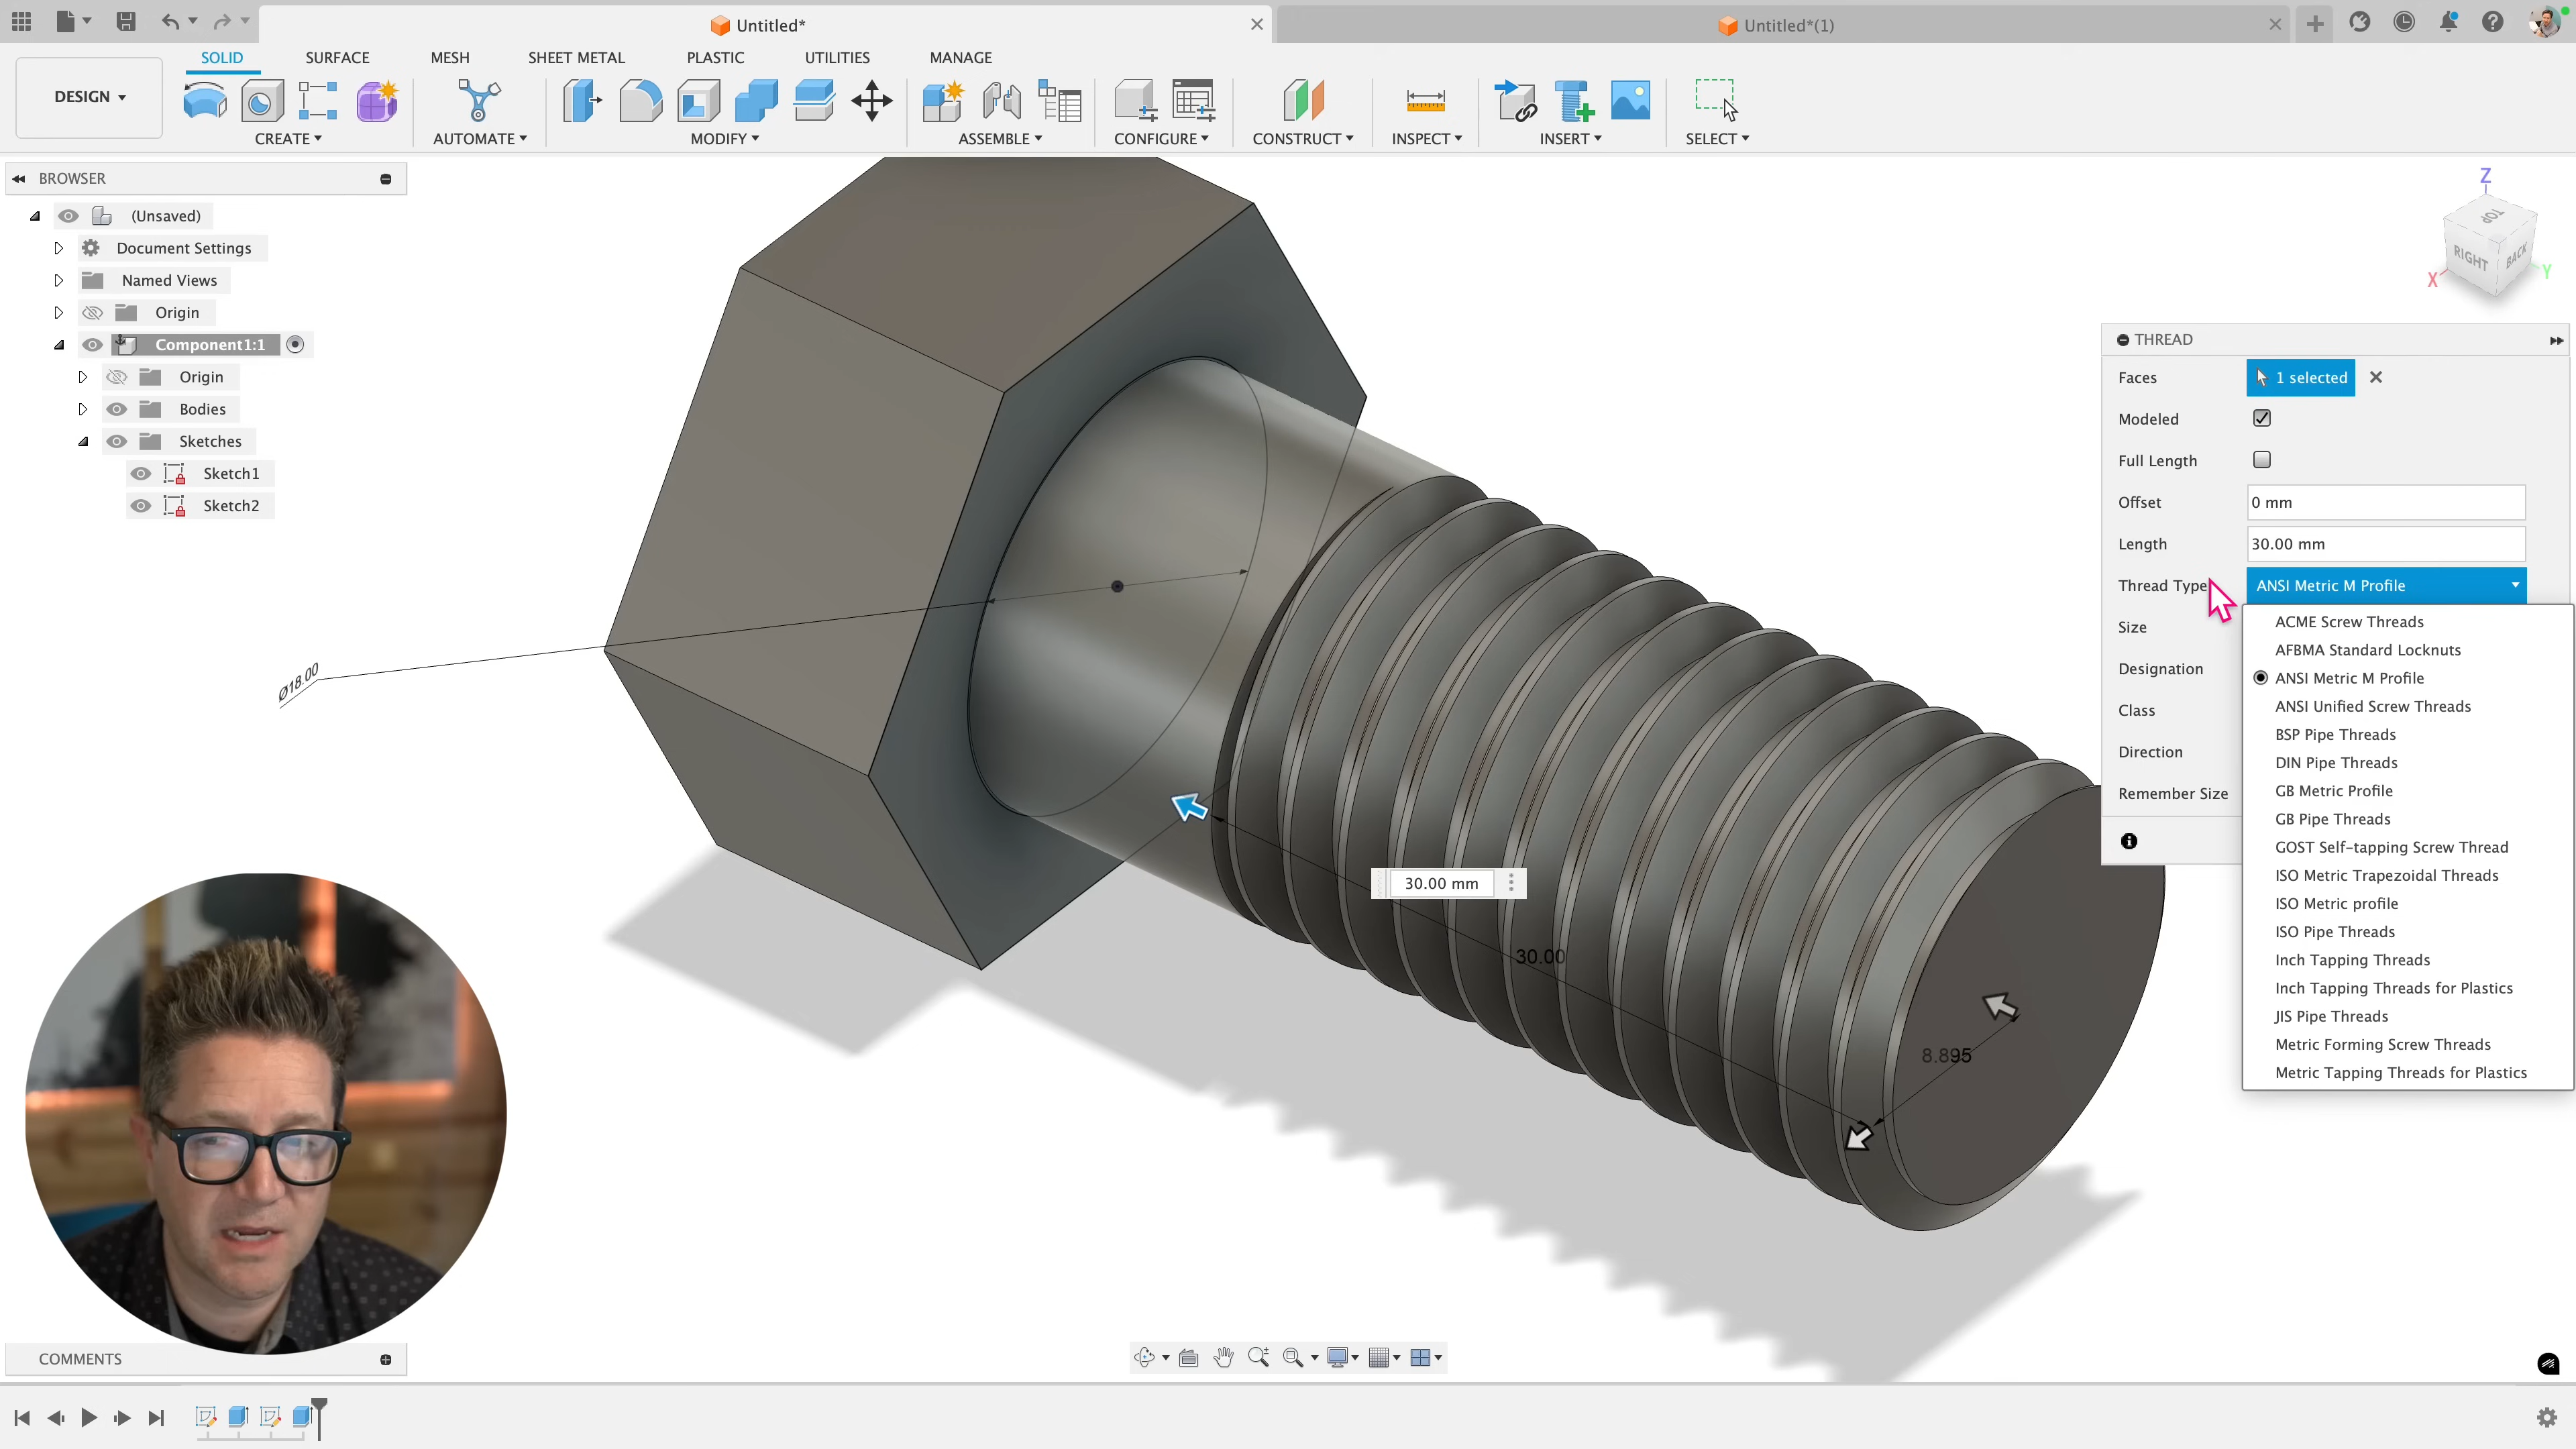 Untitled*
Untitled*(1)
DESIGN
SOLID
SURFACE
MESH
SHEET METAL
PLASTIC
UTILITIES
MANAGE
CREATE
AUTOMATE
MODIFY
ASSEMBLE
CONFIGURE
CONSTRUCT
INSPECT
INSERT
SELECT
BROWSER
(Unsaved)
Document Settings
Named Views
Origin
Component1:1
Origin
Bodies
Sketches
Sketch1
Sketch2
Z
TOP
RIGHT
BACK
X
Y
THREAD
Faces
1 selected
Modeled
Full Length
Offset
0 mm
Length
30.00 mm
Thread Type
ANSI Metric M Profile
Size
Designation
Class
Direction
Remember Size
ACME Screw Threads
AFBMA Standard Locknuts
ANSI Metric M Profile
ANSI Unified Screw Threads
BSP Pipe Threads
DIN Pipe Threads
GB Metric Profile
GB Pipe Threads
GOST Self-tapping Screw Thread
ISO Metric Trapezoidal Threads
ISO Metric profile
ISO Pipe Threads
Inch Tapping Threads
Inch Tapping Threads for Plastics
JIS Pipe Threads
Metric Forming Screw Threads
Metric Tapping Threads for Plastics
Ø18.00
30.00 mm
30.00
8.895
COMMENTS